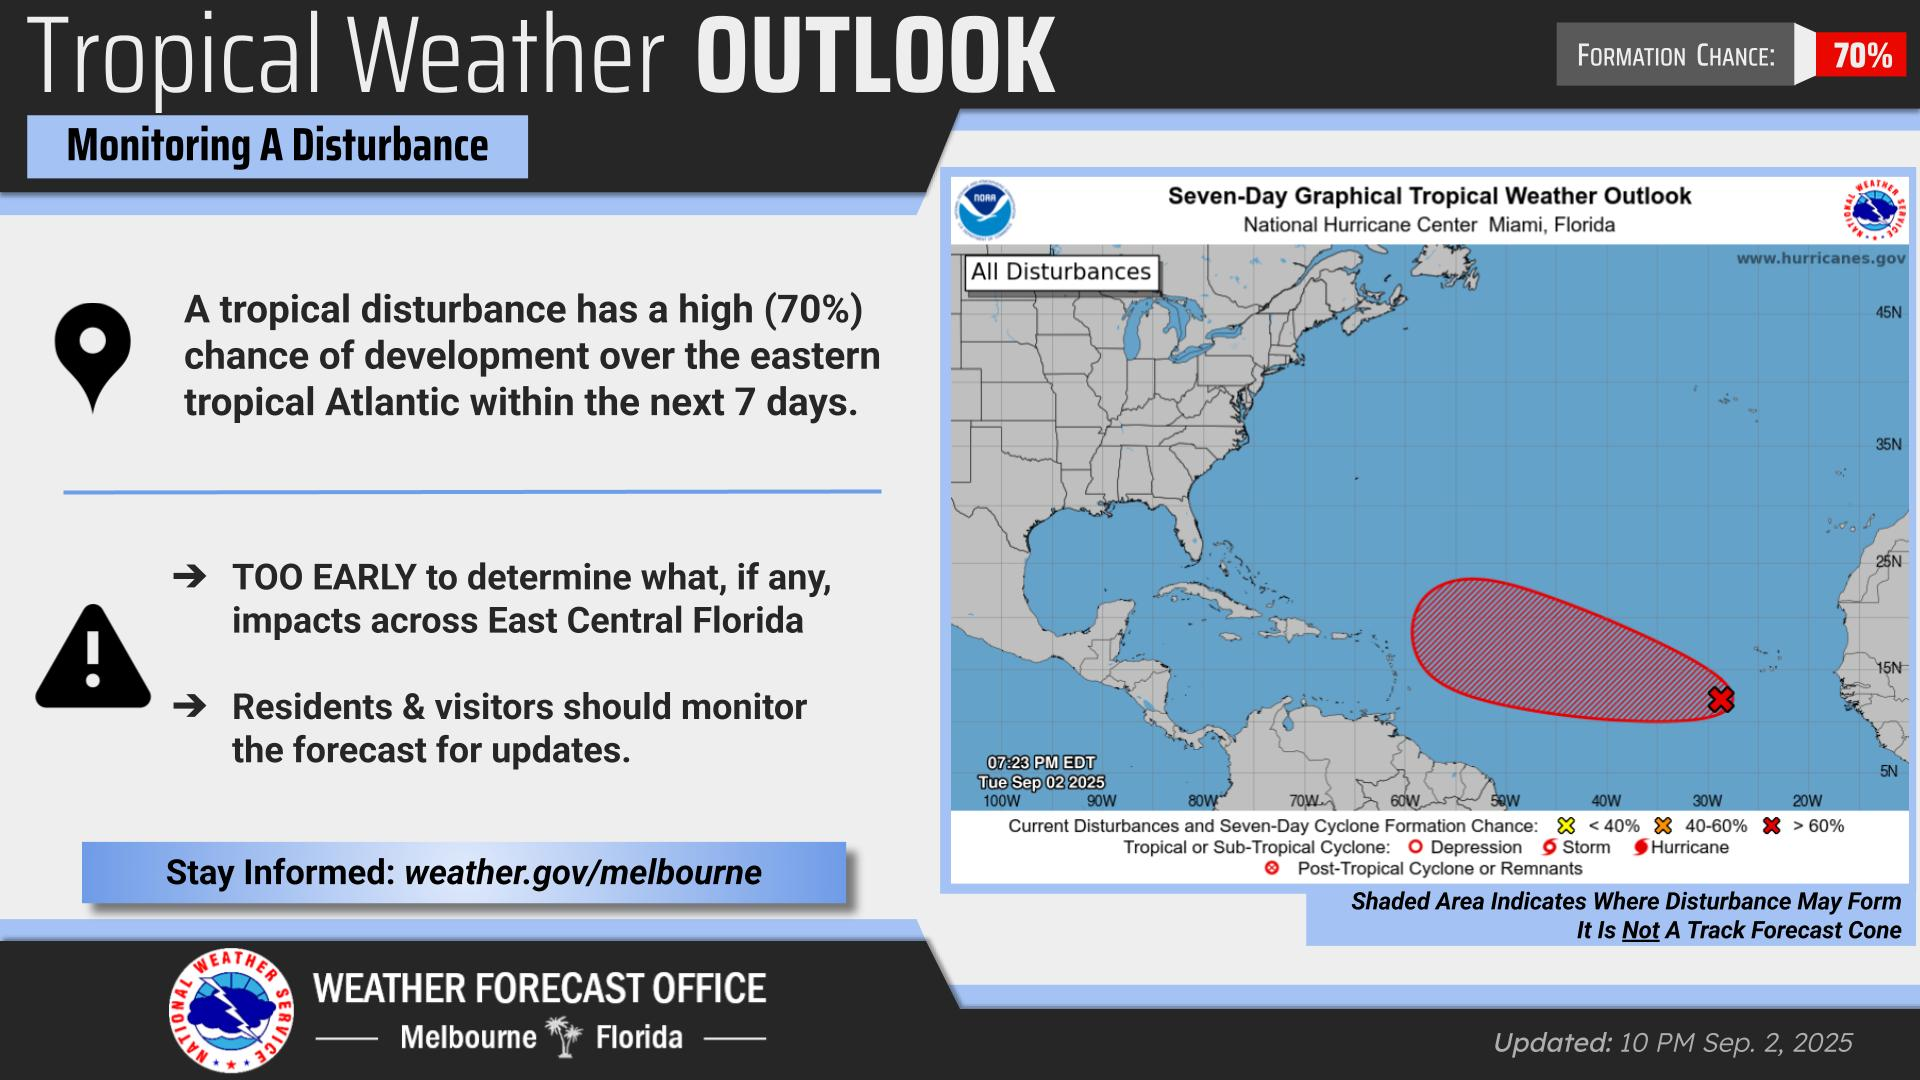 Tropical Weather OUTLOOK
FORMATION CHANCE: 70%
Monitoring A Disturbance
A tropical disturbance has a high (70%)
chance of development over the eastern
tropical Atlantic within the next 7 days.
➔ TOO EARLY to determine what, if any,
impacts across East Central Florida
➔ Residents & visitors should monitor
the forecast for updates.
Stay Informed: weather.gov/melbourne
NATIONAL WEATHER SERVICE
WEATHER FORECAST OFFICE
Melbourne Florida
NOAA
Seven-Day Graphical Tropical Weather Outlook
National Hurricane Center Miami, Florida
NATIONAL WEATHER SERVICE
All Disturbances
www.hurricanes.gov
45N
35N
25N
15N
5N
07:23 PM EDT
Tue Sep 02 2025
100W 90W 80W 70W 60W 50W 40W 30W 20W
Current Disturbances and Seven-Day Cyclone Formation Chance: < 40% 40-60% > 60%
Tropical or Sub-Tropical Cyclone: Depression Storm Hurricane
Post-Tropical Cyclone or Remnants
Shaded Area Indicates Where Disturbance May Form
It Is Not A Track Forecast Cone
Updated: 10 PM Sep. 2, 2025